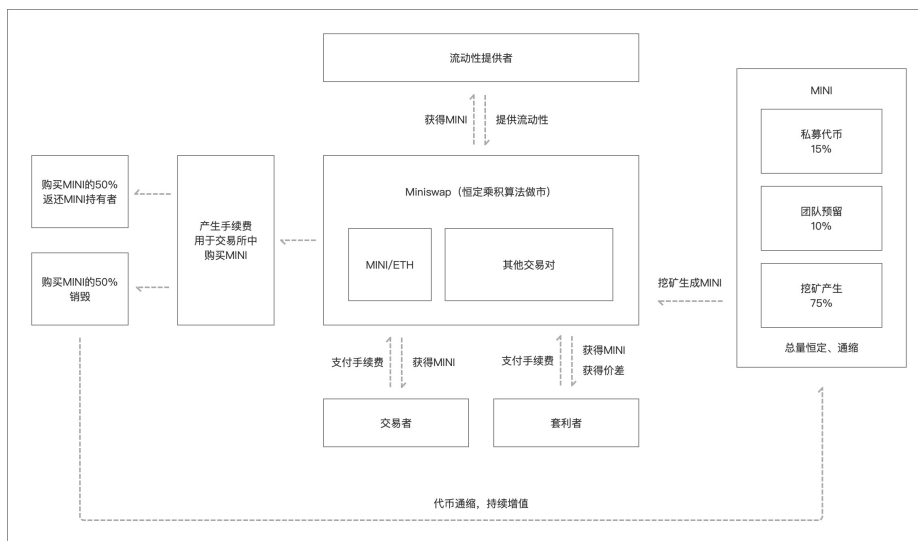 流动性提供者
获得MINI
提供流动性
MINI
私募代币
15%
团队预留
10%
挖矿产生
75%
总量恒定、通缩
购买MINI的50%
返还MINI持有者
购买MINI的50%
销毁
产生手续费
用于交易所中
购买MINI
Miniswap（恒定乘积算法做市）
MINI/ETH
其他交易对
挖矿生成MINI
支付手续费
获得MINI
支付手续费
获得MINI
获得价差
交易者
套利者
代币通缩，持续增值